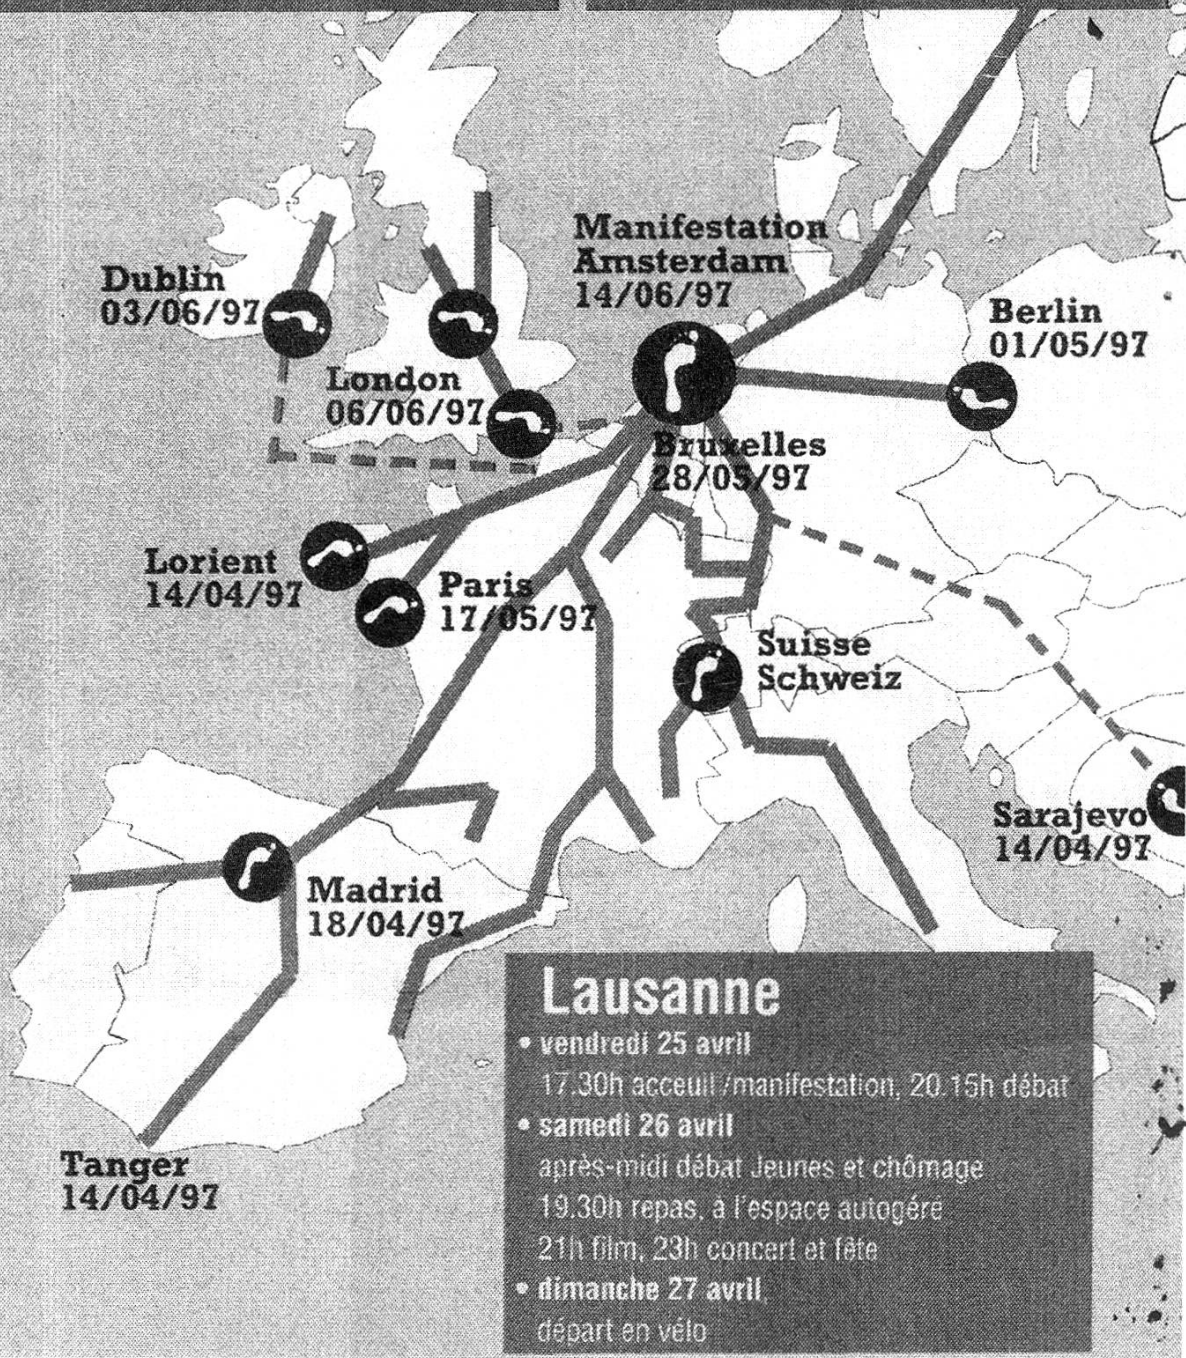 Manifestation
Amsterdam
14/06/97
Dublin
03/06/97
Berlin
01/05/97
London
06/06/97
Bruxelles
28/05/97
Lorient
14/04/97
Paris
17/05/97
Suisse
Schweiz
Sarajevo
14/04/97
Madrid
18/04/97
Tanger
14/04/97
Lausanne
• vendredi 25 avril
17.30h acceuil/manifestation, 20.15h débat
• samedi 26 avril
après-midi débat Jeunes et chômage
19.30h repas, à l'espace autogéré
21h film, 23h concert et fête
• dimanche 27 avril
départ en vélo